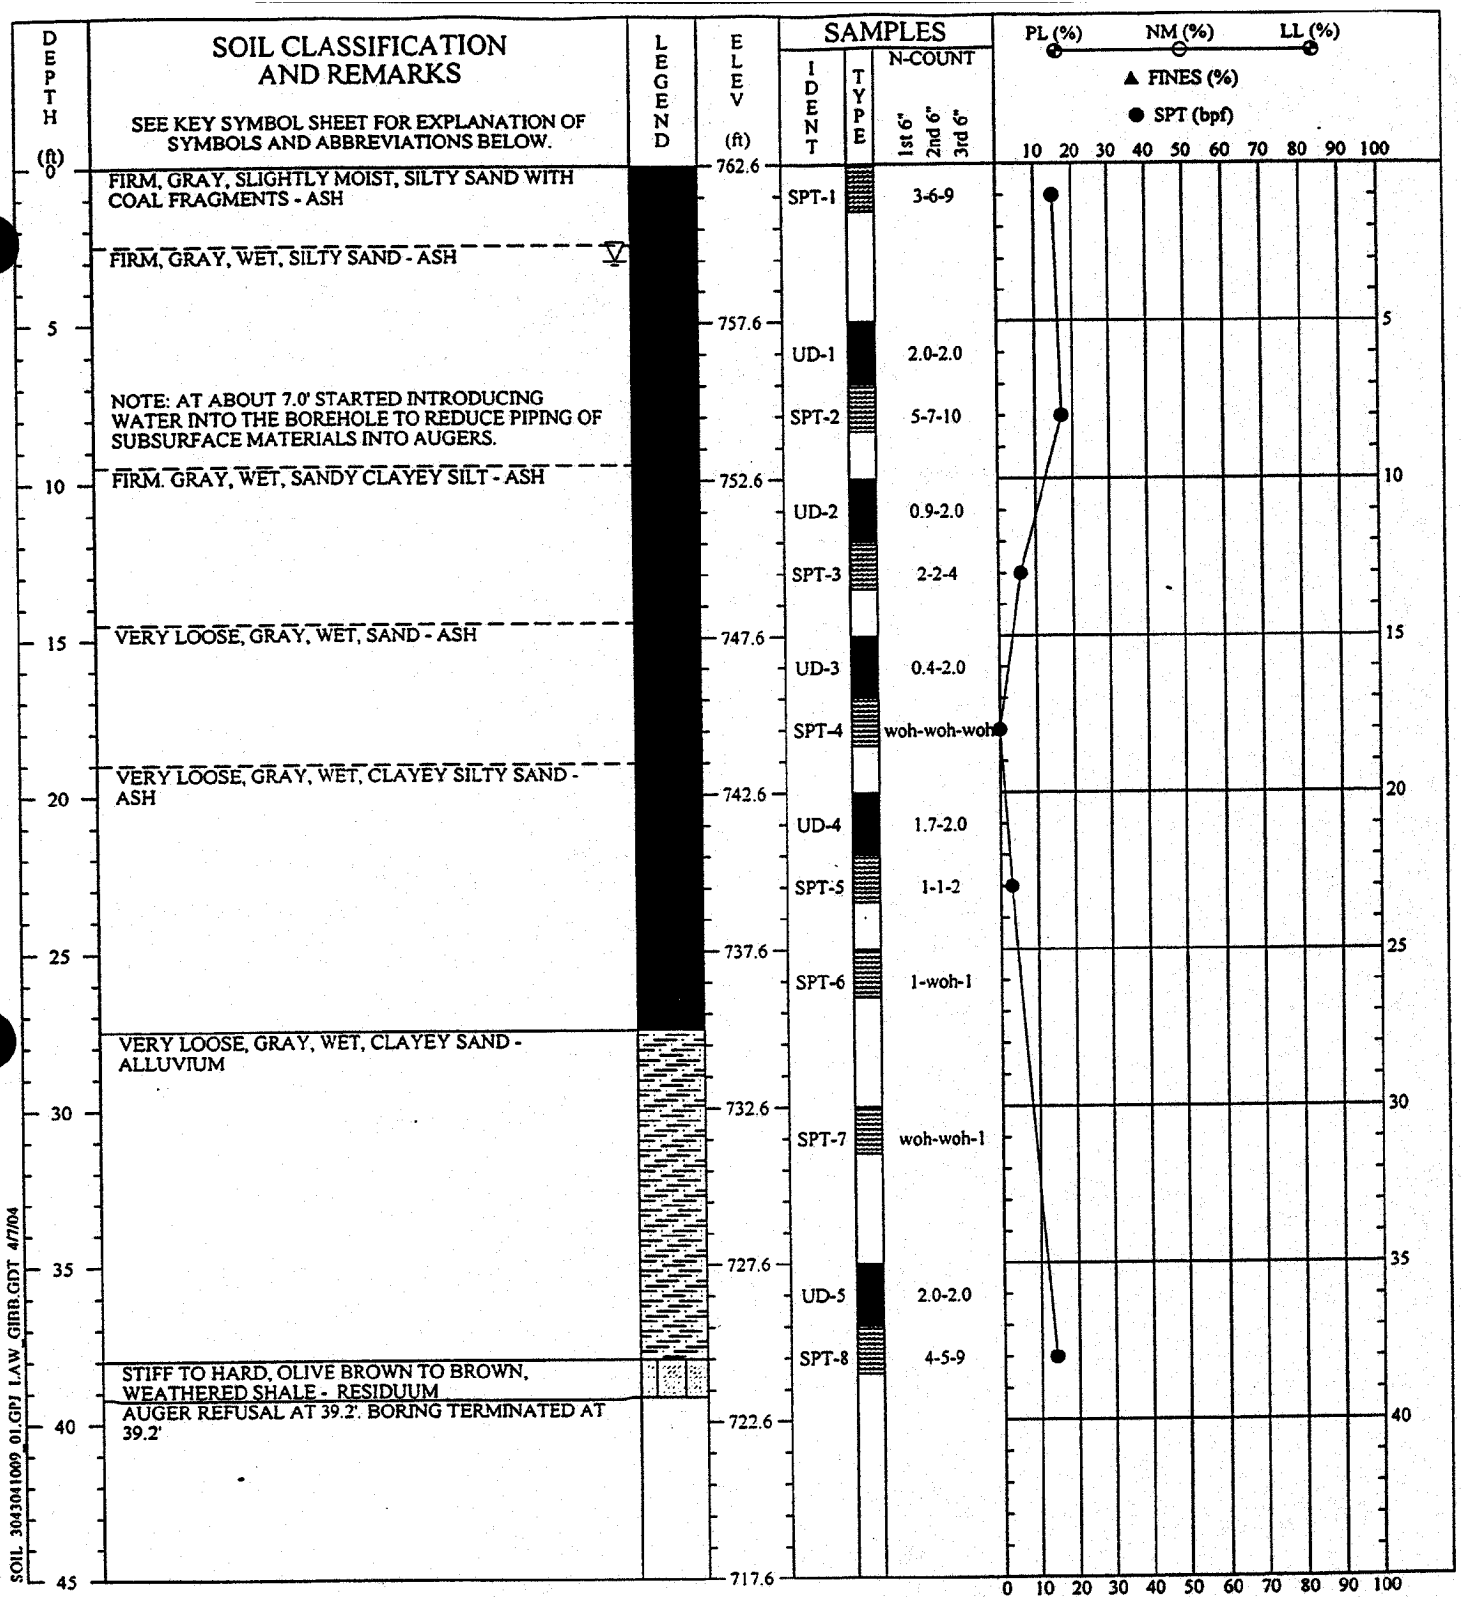 DEPTH
(ft)
SOIL CLASSIFICATION
AND REMARKS
SEE KEY SYMBOL SHEET FOR EXPLANATION OF
SYMBOLS AND ABBREVIATIONS BELOW.
LEGEND
ELEV
(ft)
SAMPLES
IDENT
TYPE
N-COUNT
1st 6"
2nd 6"
3rd 6"
PL (%) NM (%) LL (%)
▲ FINES (%)
● SPT (bpf)
10 20 30 40 50 60 70 80 90 100
0
FIRM, GRAY, SLIGHTLY MOIST, SILTY SAND WITH
COAL FRAGMENTS - ASH
762.6
SPT-1 3-6-9
FIRM, GRAY, WET, SILTY SAND - ASH
5 757.6 5
UD-1 2.0-2.0
NOTE: AT ABOUT 7.0' STARTED INTRODUCING
WATER INTO THE BOREHOLE TO REDUCE PIPING OF
SUBSURFACE MATERIALS INTO AUGERS.
SPT-2 5-7-10
FIRM. GRAY, WET, SANDY CLAYEY SILT - ASH
10 752.6 10
UD-2 0.9-2.0
SPT-3 2-2-4
VERY LOOSE, GRAY, WET, SAND - ASH
15 747.6 15
UD-3 0.4-2.0
SPT-4 woh-woh-woh
VERY LOOSE, GRAY, WET, CLAYEY SILTY SAND -
ASH
20 742.6 20
UD-4 1.7-2.0
SPT-5 1-1-2
25 737.6 25
SPT-6 1-woh-1
VERY LOOSE, GRAY, WET, CLAYEY SAND -
ALLUVIUM
30 732.6 30
SPT-7 woh-woh-1
35 727.6 35
UD-5 2.0-2.0
SPT-8 4-5-9
STIFF TO HARD, OLIVE BROWN TO BROWN,
WEATHERED SHALE - RESIDUUM
AUGER REFUSAL AT 39.2'. BORING TERMINATED AT
39.2'
40 722.6 40
45 717.6
0 10 20 30 40 50 60 70 80 90 100
SOIL 3043041009_01.GPJ LAW_GIBB.GDT 4/7/04